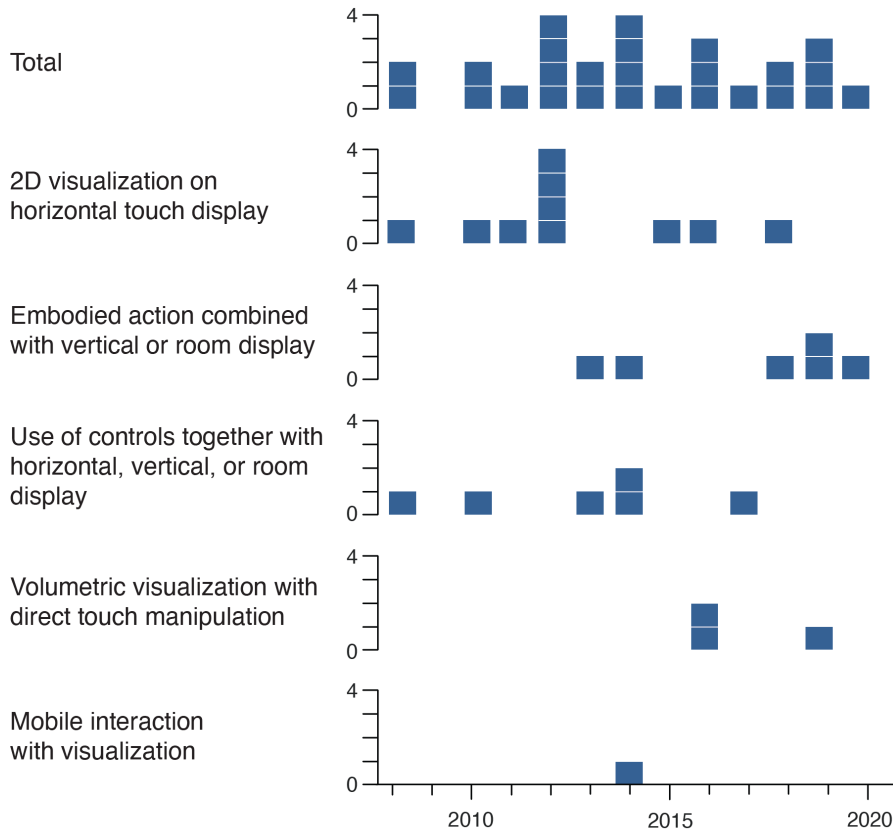 4
Total
0
4
2D visualization on
horizontal touch display
0
4
Embodied action combined
with vertical or room display
0
4
Use of controls together with
horizontal, vertical, or room
display
0
4
Volumetric visualization with
direct touch manipulation
0
4
Mobile interaction
with visualization
0
2010 2015 2020